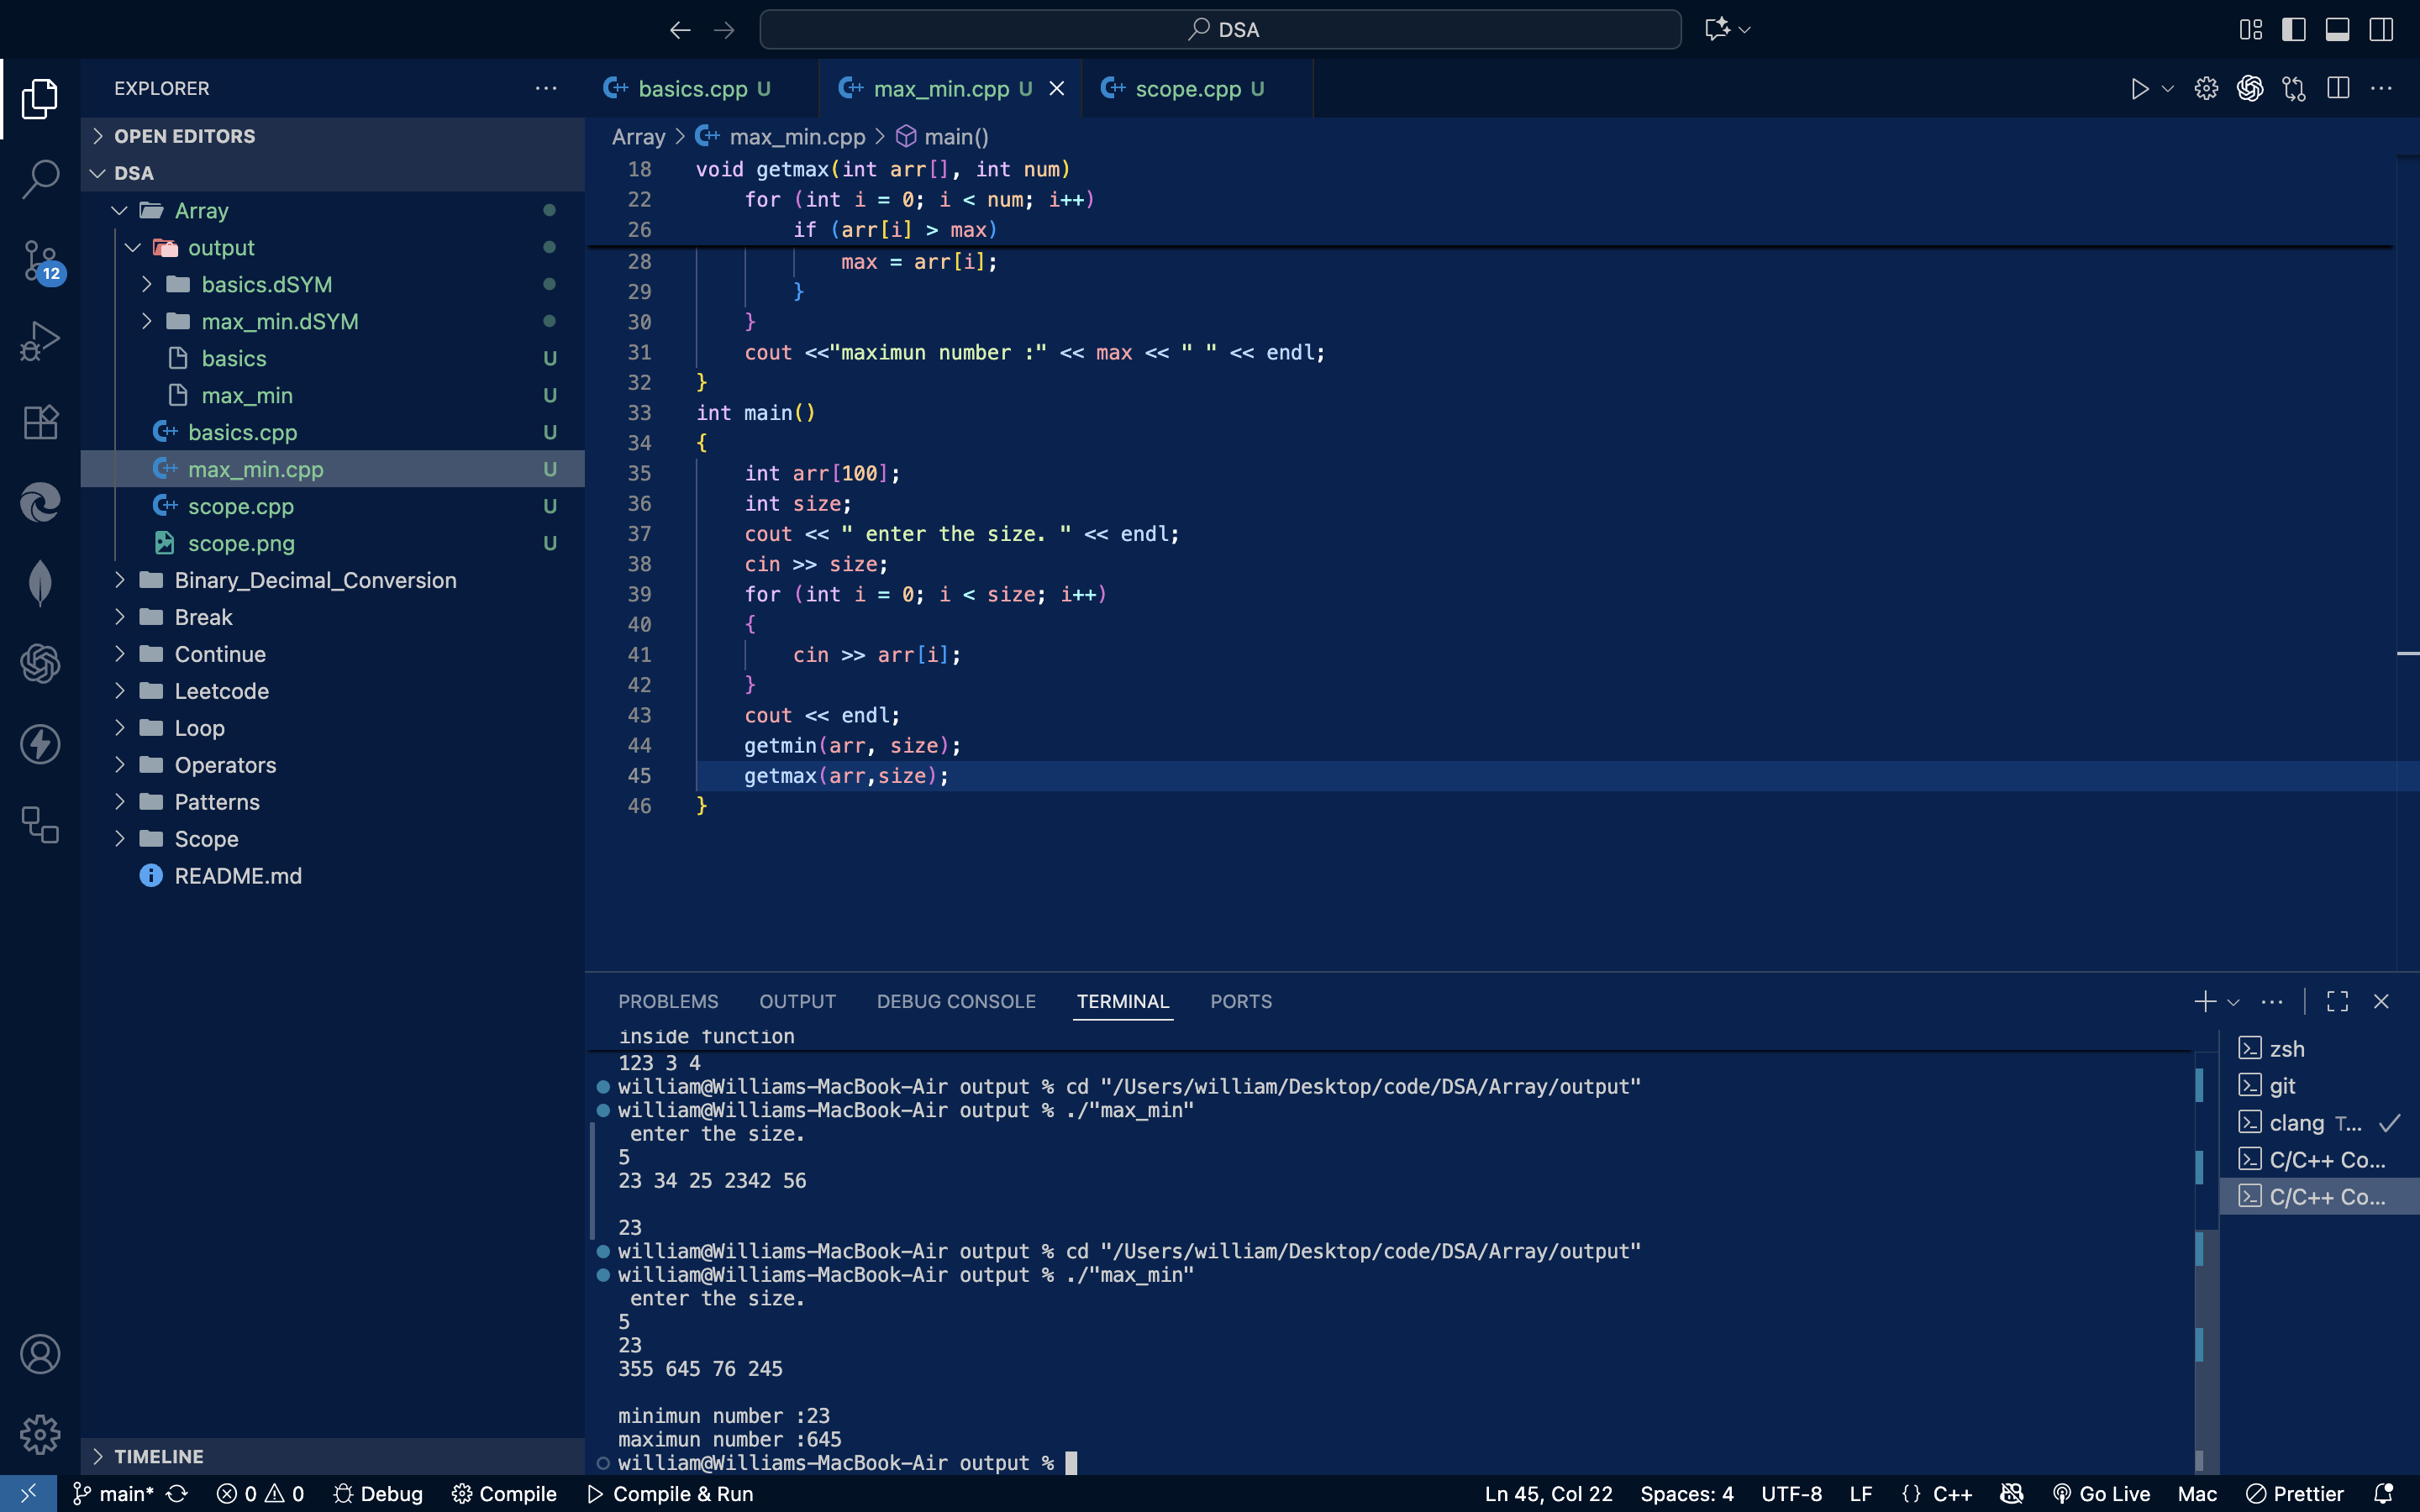 DSA
EXPLORER
OPEN EDITORS
DSA
Array
output
basics.dSYM
max_min.dSYM
basics U
max_min U
basics.cpp U
max_min.cpp U
scope.cpp U
scope.png U
Binary_Decimal_Conversion
Break
Continue
Leetcode
Loop
Operators
Patterns
Scope
README.md
TIMELINE
12
basics.cpp U
max_min.cpp U
scope.cpp U
Array > max_min.cpp > main()
18 void getmax(int arr[], int num)
22 for (int i = 0; i < num; i++)
26 if (arr[i] > max)
28 max = arr[i];
29 }
30 }
31 cout <<"maximun number :" << max << " " << endl;
32 }
33 int main()
34 {
35 int arr[100];
36 int size;
37 cout << " enter the size. " << endl;
38 cin >> size;
39 for (int i = 0; i < size; i++)
40 {
41 cin >> arr[i];
42 }
43 cout << endl;
44 getmin(arr, size);
45 getmax(arr,size);
46 }
PROBLEMS OUTPUT DEBUG CONSOLE TERMINAL PORTS
inside function
123 3 4
william@Williams-MacBook-Air output % cd "/Users/william/Desktop/code/DSA/Array/output"
william@Williams-MacBook-Air output % ./"max_min"
enter the size.
5
23 34 25 2342 56
23
william@Williams-MacBook-Air output % cd "/Users/william/Desktop/code/DSA/Array/output"
william@Williams-MacBook-Air output % ./"max_min"
enter the size.
5
23
355 645 76 245
minimun number :23
maximun number :645
william@Williams-MacBook-Air output %
zsh
git
clang T...
C/C++ Co...
C/C++ Co...
main* 0 0 Debug Compile Compile & Run Ln 45, Col 22 Spaces: 4 UTF-8 LF {} C++ Go Live Mac Prettier